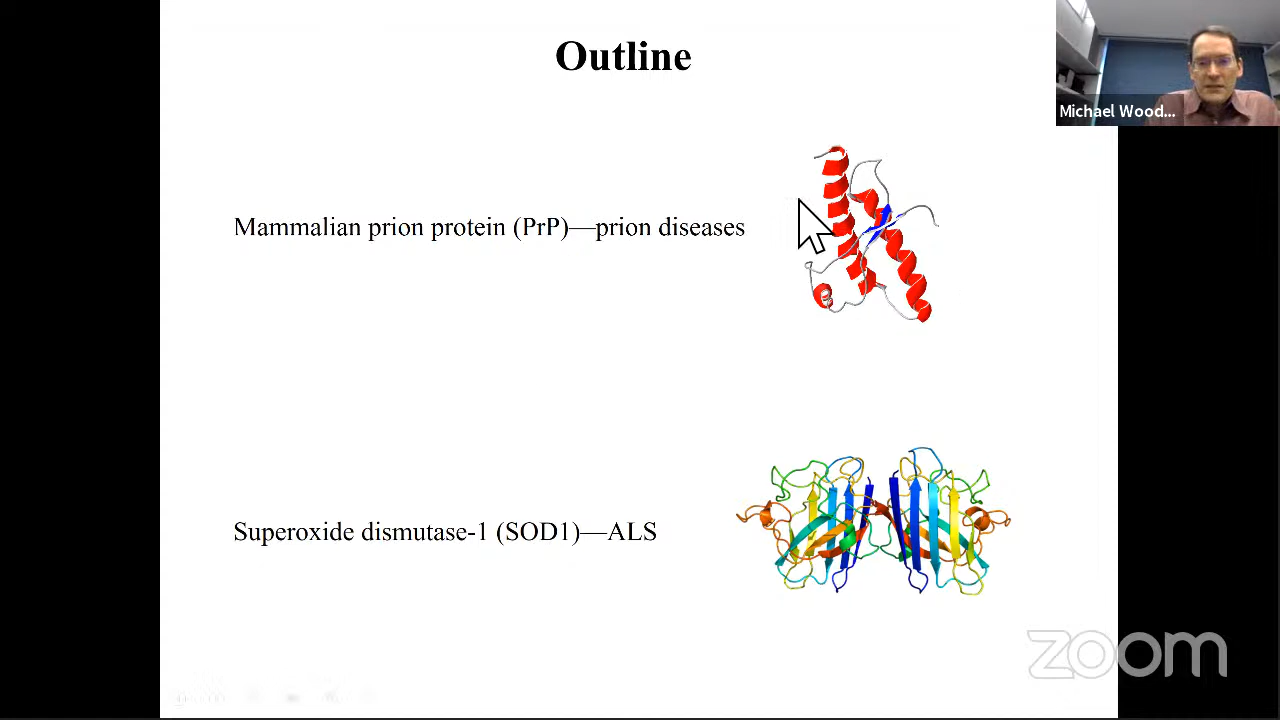 Outline
Michael Wood...
Mammalian prion protein (PrP)—prion diseases
Superoxide dismutase-1 (SOD1)—ALS
zoom